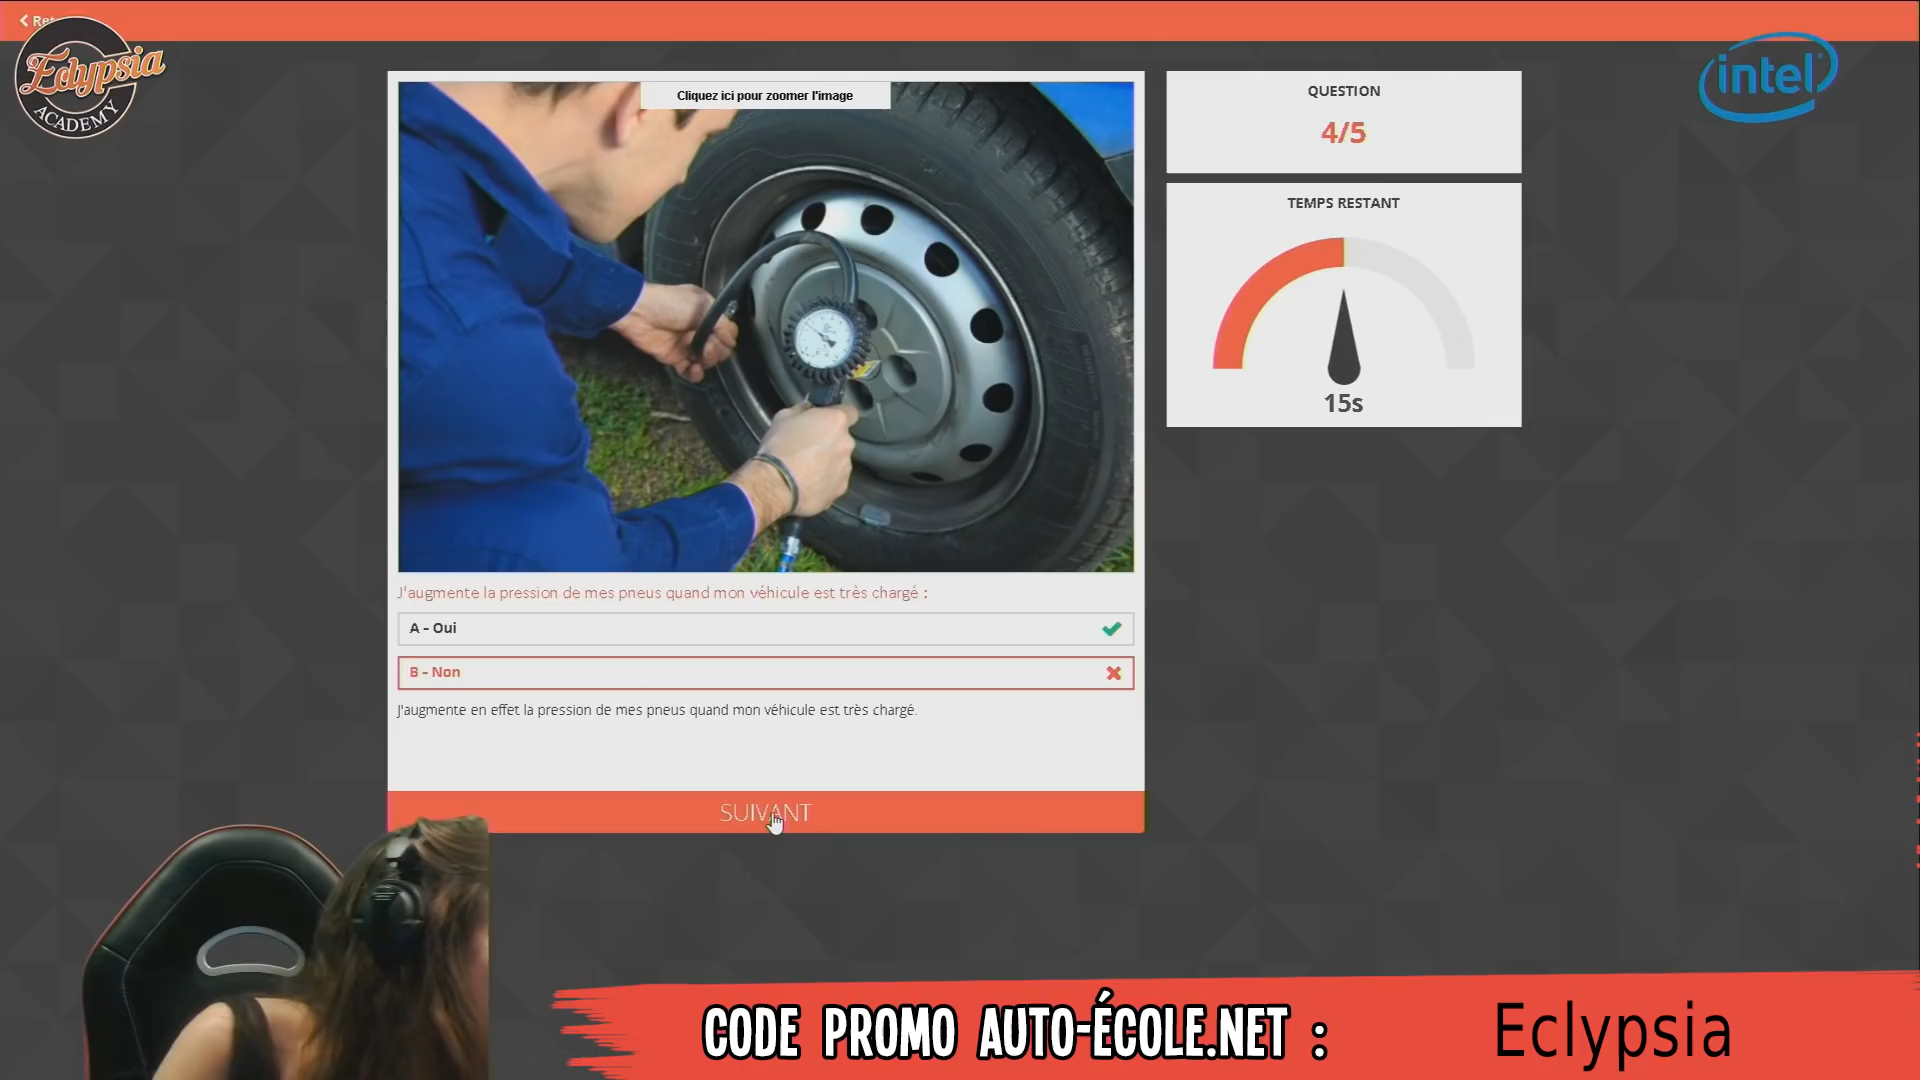 Eclypsia
ACADEMY
intel
Cliquez ici pour zoomer l'image
QUESTION
4/5
TEMPS RESTANT
15s
J'augmente la pression de mes pneus quand mon véhicule est très chargé :
A - Oui
B - Non
J'augmente en effet la pression de mes pneus quand mon véhicule est très chargé.
SUIVANT
CODE PROMO AUTO-ÉCOLE.NET :
Eclypsia